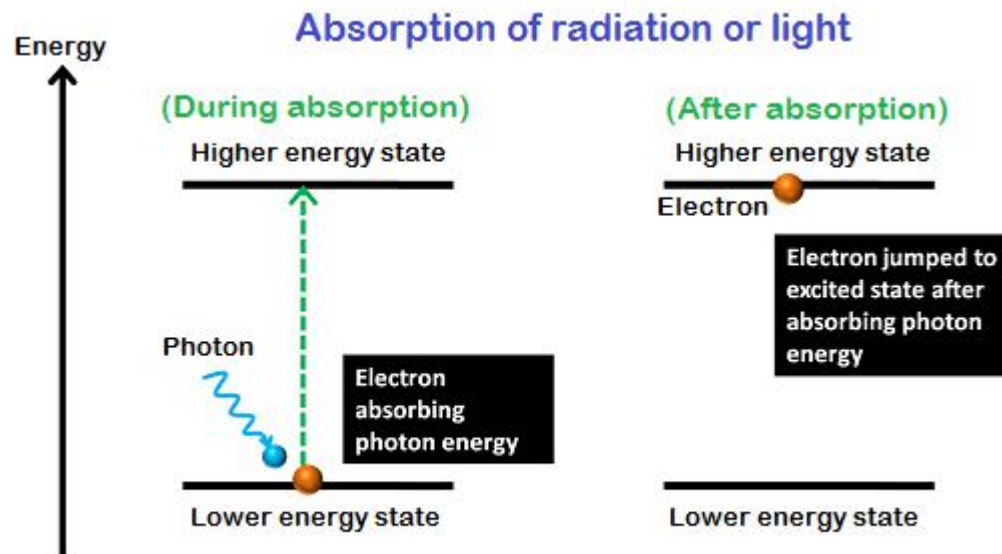 Absorption of radiation or light
Energy
(During absorption)
Higher energy state
Photon
Electron
absorbing
photon energy
Lower energy state
(After absorption)
Higher energy state
Electron
Electron jumped to
excited state after
absorbing photon
energy
Lower energy state